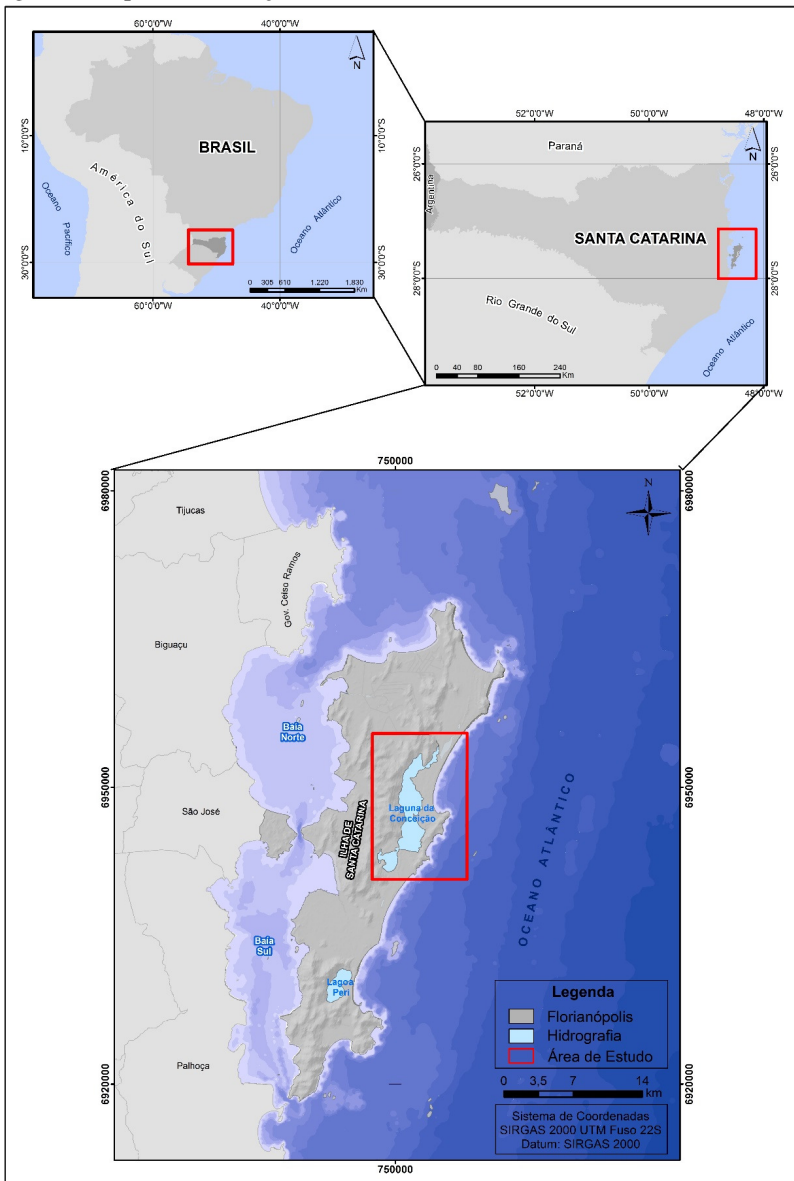 60°0'0"W
40°0'0"W
N
10°0'0"S
10°0'0"S
BRASIL
América do Sul
Oceano
Pacífico
Oceano Atlântico
30°0'0"S
30°0'0"S
0 305 610 1.220 1.830
Km
60°0'0"W
40°0'0"W
52°0'0"W
50°0'0"W
48°0'0"W
N
Paraná
26°0'0"S
26°0'0"S
Argentina
SANTA CATARINA
28°0'0"S
28°0'0"S
Rio Grande do Sul
Oceano Atlântico
0 40 80 160 240
Km
52°0'0"W
50°0'0"W
48°0'0"W
750000
6980000
6980000
N
Tijucas
Gov. Celso Ramos
Biguaçu
Baía
Norte
6950000
6950000
São José
Laguna da
Conceição
ILHA DE
SANTA CATARINA
OCEANO ATLÂNTICO
Baía
Sul
Lagoa
Peri
Palhoça
Legenda
Florianópolis
Hidrografia
Área de Estudo
0 3,5 7 14
km
6920000
6920000
Sistema de Coordenadas
SIRGAS 2000 UTM Fuso 22S
Datum: SIRGAS 2000
750000